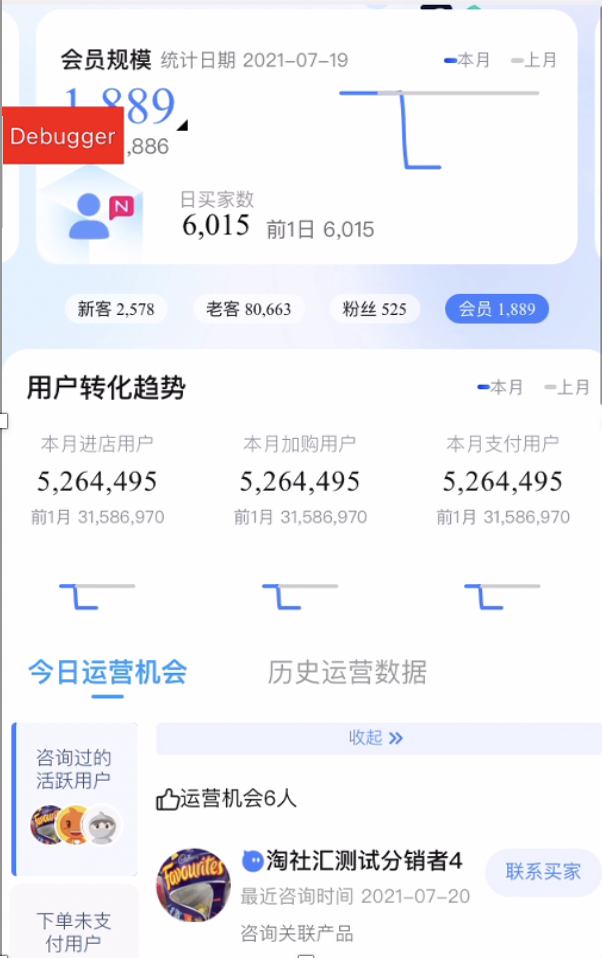 会员规模 统计日期 2021-07-19
本月 上月
1,889
Debugger
,886
N
日买家数
6,015 前1日 6,015
新客 2,578 老客 80,663 粉丝 525 会员 1,889
用户转化趋势
本月 上月
本月进店用户 本月加购用户 本月支付用户
5,264,495 5,264,495 5,264,495
前1月 31,586,970 前1月 31,586,970 前1月 31,586,970
今日运营机会 历史运营数据
咨询过的
活跃用户
下单未支
付用户
收起
运营机会6人
Cadbury
Favourites
淘社汇测试分销者4
最近咨询时间 2021-07-20
咨询关联产品
联系买家